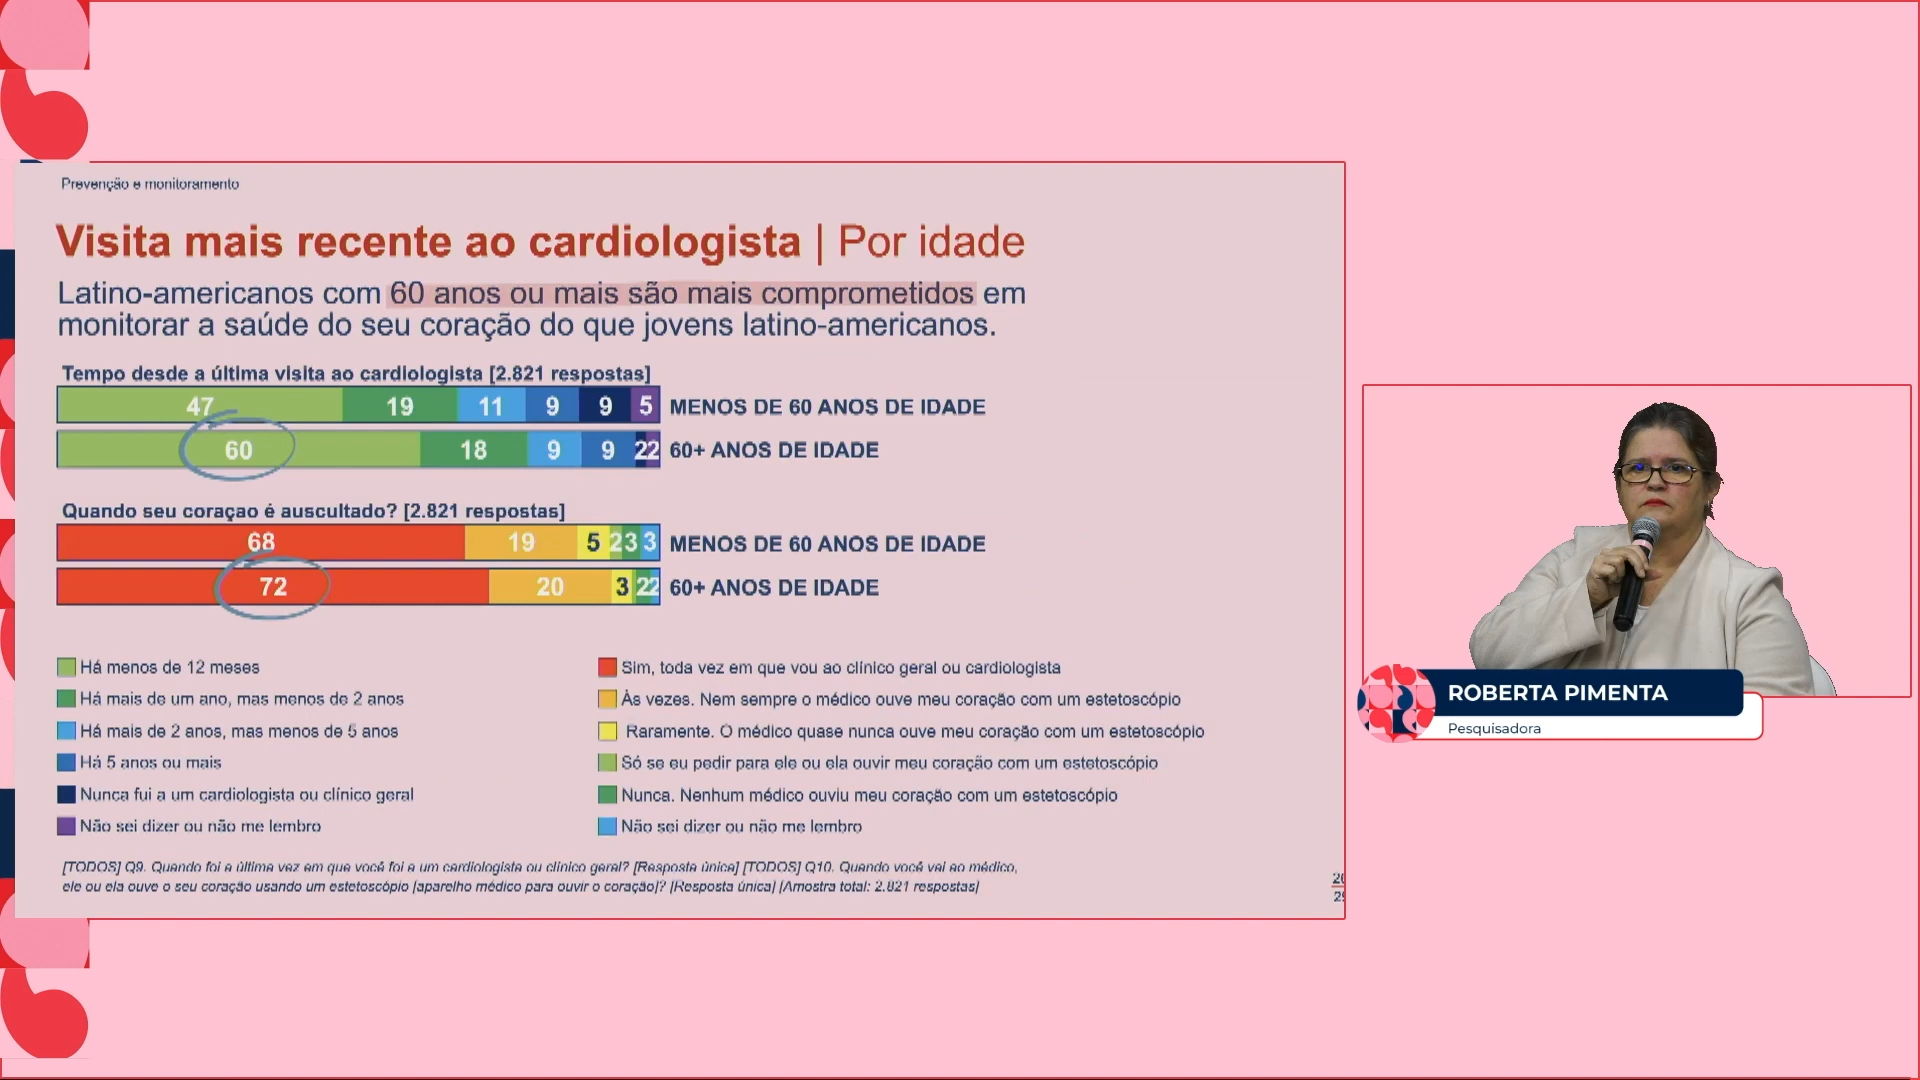 Prevenção e monitoramento
Visita mais recente ao cardiologista | Por idade
Latino-americanos com 60 anos ou mais são mais comprometidos em
monitorar a saúde do seu coração do que jovens latino-americanos.
Tempo desde a última visita ao cardiologista [2.821 respostas]
47 19 11 9 9 5 MENOS DE 60 ANOS DE IDADE
60 18 9 9 2 2 60+ ANOS DE IDADE
Quando seu coraçao é auscultado? [2.821 respostas]
68 19 5 2 3 3 MENOS DE 60 ANOS DE IDADE
72 20 3 2 2 60+ ANOS DE IDADE
Há menos de 12 meses
Há mais de um ano, mas menos de 2 anos
Há mais de 2 anos, mas menos de 5 anos
Há 5 anos ou mais
Nunca fui a um cardiologista ou clínico geral
Não sei dizer ou não me lembro
Sim, toda vez em que vou ao clínico geral ou cardiologista
Às vezes. Nem sempre o médico ouve meu coração com um estetoscópio
Raramente. O médico quase nunca ouve meu coração com um estetoscópio
Só se eu pedir para ele ou ela ouvir meu coração com um estetoscópio
Nunca. Nenhum médico ouviu meu coração com um estetoscópio
Não sei dizer ou não me lembro
[TODOS] Q9. Quando foi a última vez em que você foi a um cardiologista ou clínico geral? [Resposta única] [TODOS] Q10. Quando você vai ao médico,
ele ou ela ouve o seu coração usando um estetoscópio [aparelho médico para ouvir o coração]? [Resposta única] [Amostra total: 2.821 respostas]
ROBERTA PIMENTA
Pesquisadora